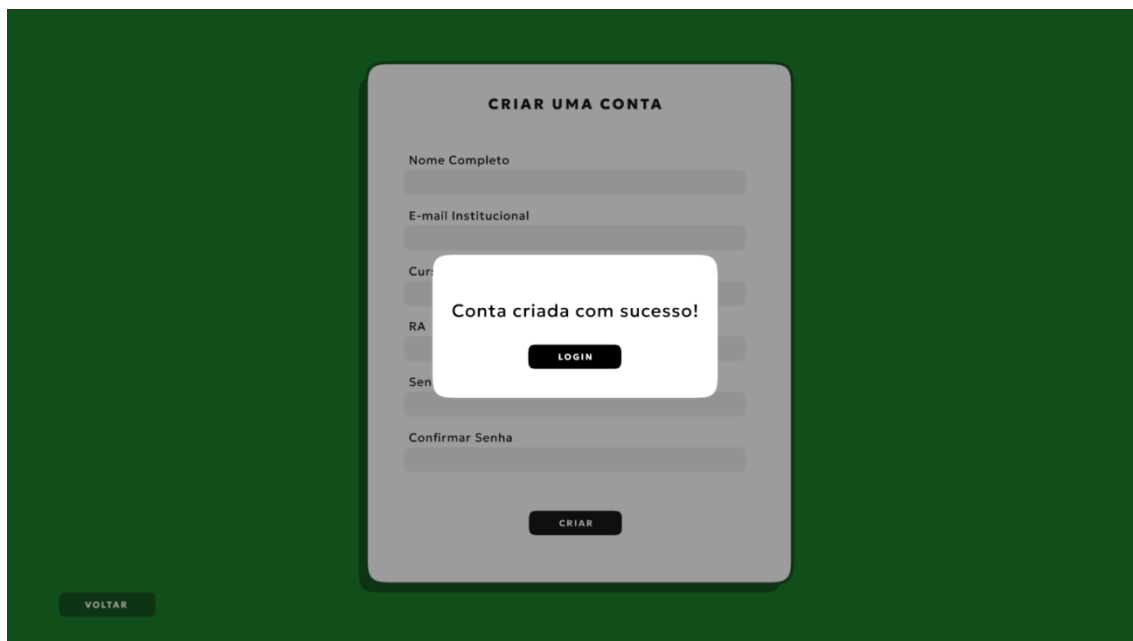 CRIAR UMA CONTA
Nome Completo
E-mail Institucional
Conta criada com sucesso!
RA
LOGIN
Confirmar Senha
CRIAR
VOLTAR